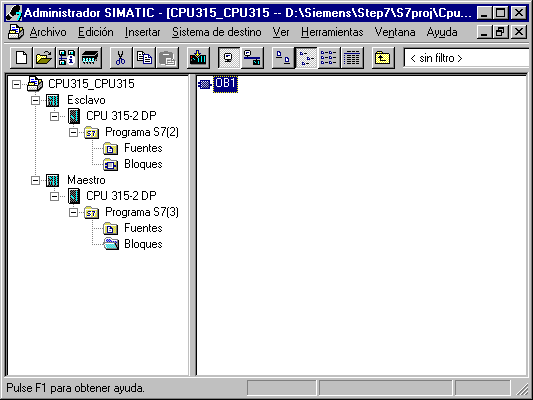 Administrador SIMATIC - [CPU315_CPU315 -- D:\Siemens\Step7\S7proj\Cpu...
Archivo Edición Insertar Sistema de destino Ver Herramientas Ventana Ayuda
< sin filtro >
CPU315_CPU315
OB1
Esclavo
CPU 315-2 DP
Programa S7(2)
Fuentes
Bloques
Maestro
CPU 315-2 DP
Programa S7(3)
Fuentes
Bloques
Pulse F1 para obtener ayuda.